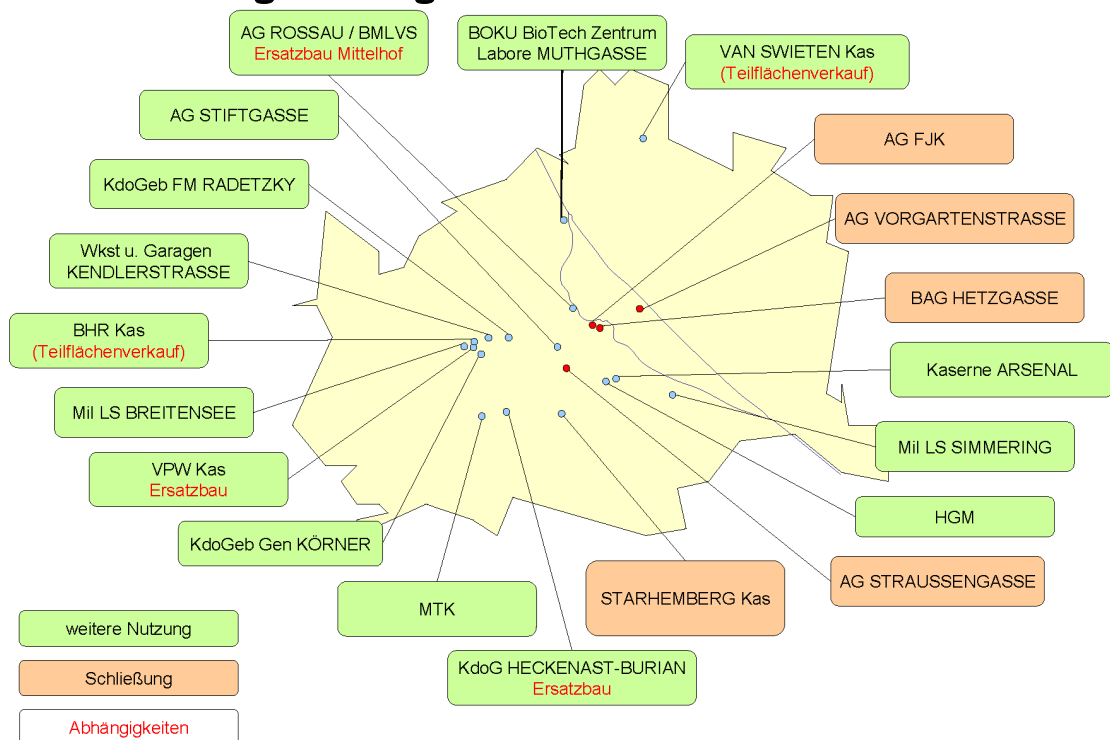 AG ROSSAU / BMLVS
Ersatzbau Mittelhof
BOKU BioTech Zentrum
Labore MUTHGASSE
VAN SWIETEN Kas
(Teilflächenverkauf)
AG STIFTGASSE
AG FJK
KdoGeb FM RADETZKY
AG VORGARTENSTRASSE
Wkst u. Garagen
KENDLERSTRASSE
BAG HETZGASSE
BHR Kas
(Teilflächenverkauf)
Kaserne ARSENAL
Mil LS BREITENSEE
Mil LS SIMMERING
VPW Kas
Ersatzbau
HGM
KdoGeb Gen KÖRNER
AG STRAUSSENGASSE
MTK
STARHEMBERG Kas
KdoG HECKENAST-BURIAN
Ersatzbau
weitere Nutzung
Schließung
Abhängigkeiten